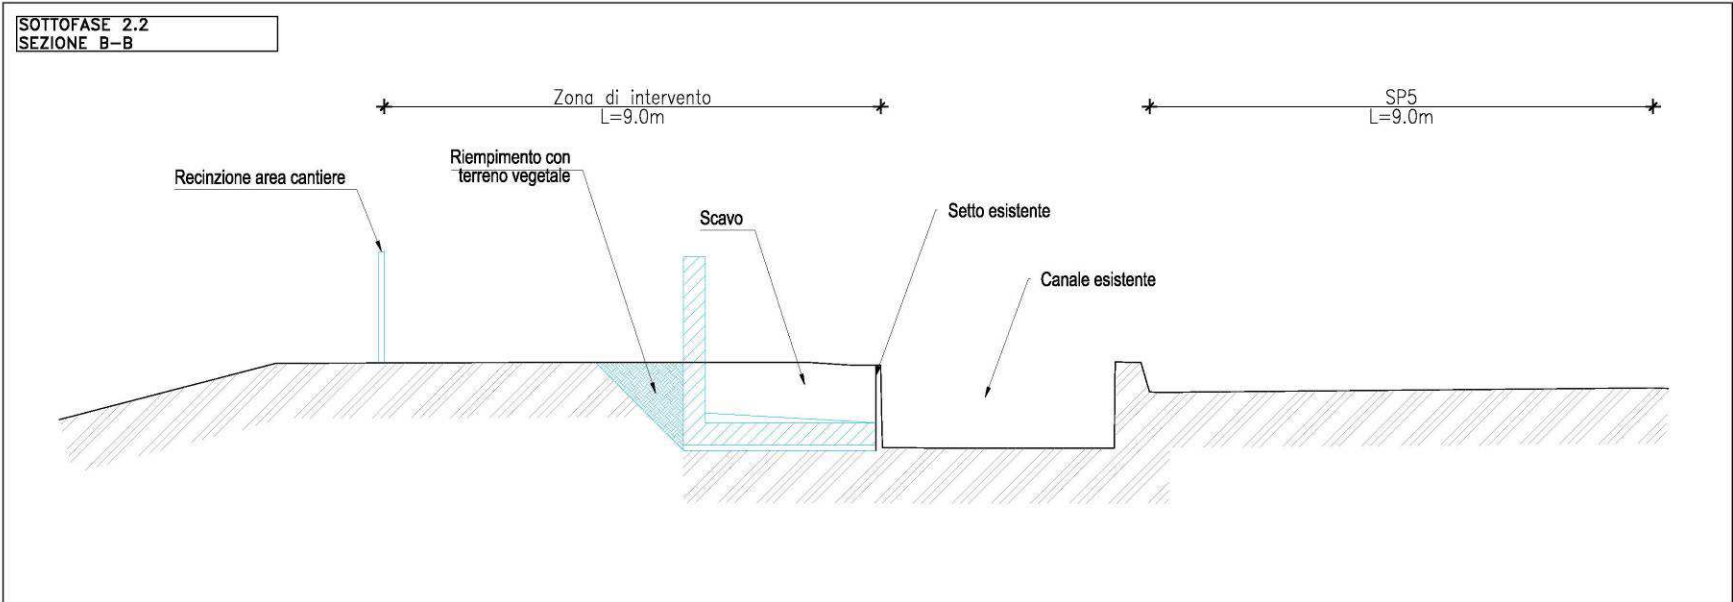 SOTTOFASE 2.2
SEZIONE B-B
Zona di intervento
L=9.0m
SP5
L=9.0m
Recinzione area cantiere
Riempimento con
terreno vegetale
Scavo
Setto esistente
Canale esistente